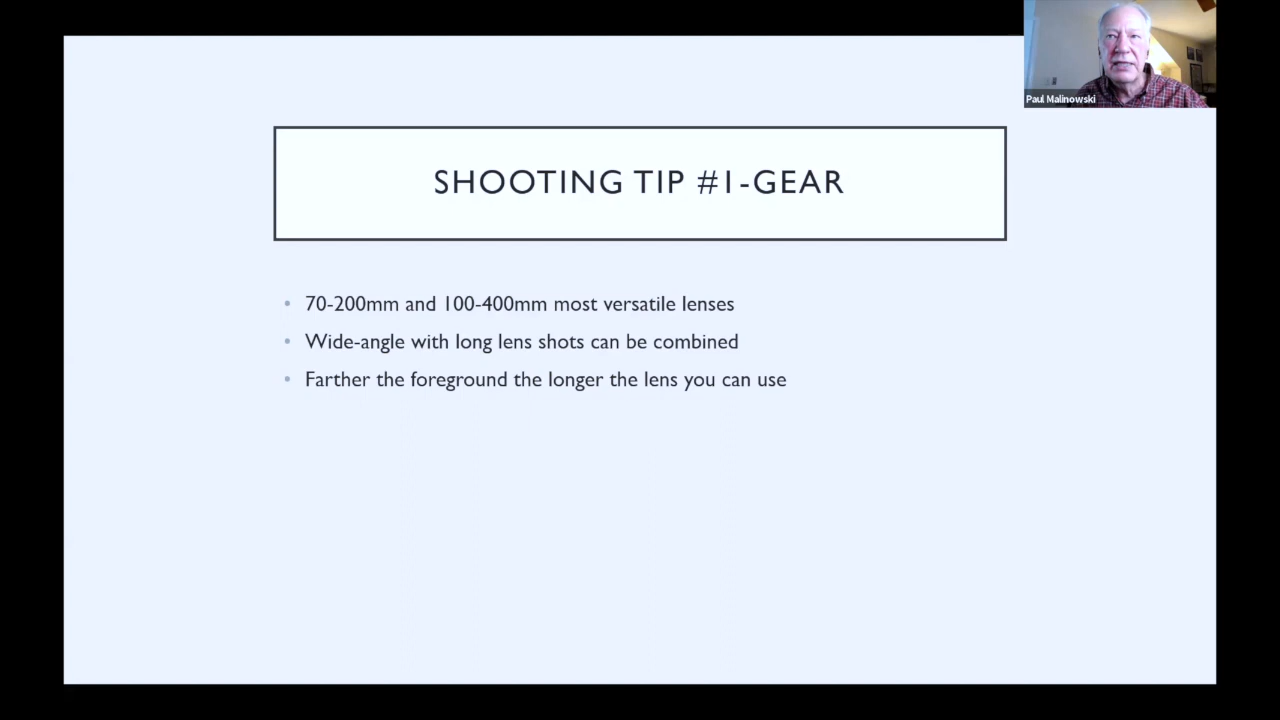 Paul Malinowski
SHOOTING TIP #1-GEAR
• 70-200mm and 100-400mm most versatile lenses
• Wide-angle with long lens shots can be combined
• Farther the foreground the longer the lens you can use